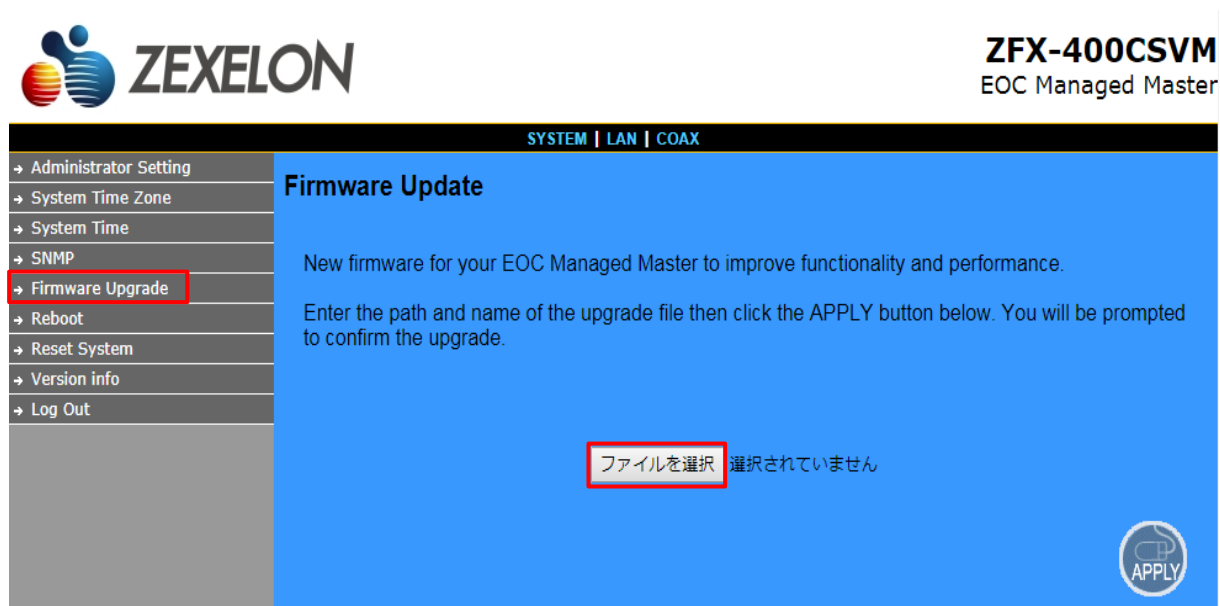 ZEXELON
ZFX-400CSVM
EOC Managed Master
SYSTEM | LAN | COAX
→ Administrator Setting
→ System Time Zone
→ System Time
→ SNMP
→ Firmware Upgrade
→ Reboot
→ Reset System
→ Version info
→ Log Out
Firmware Update
New firmware for your EOC Managed Master to improve functionality and performance.
Enter the path and name of the upgrade file then click the APPLY button below. You will be prompted
to confirm the upgrade.
ファイルを選択 選択されていません
APPLY